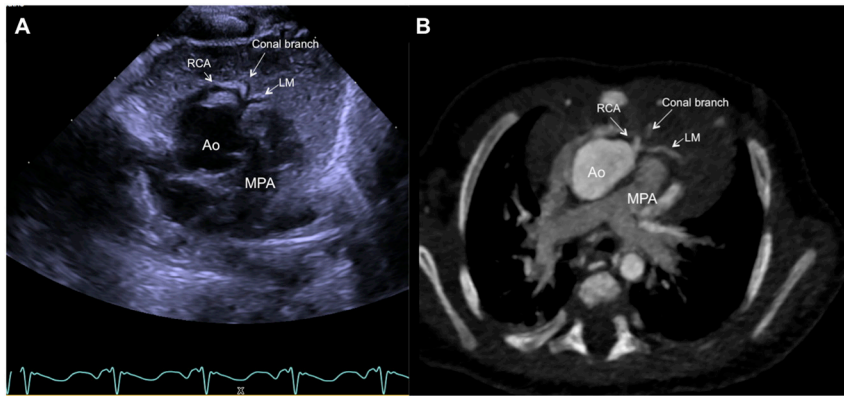 A
Conal branch
RCA
LM
Ao
MPA
B
Conal branch
RCA
LM
Ao
MPA